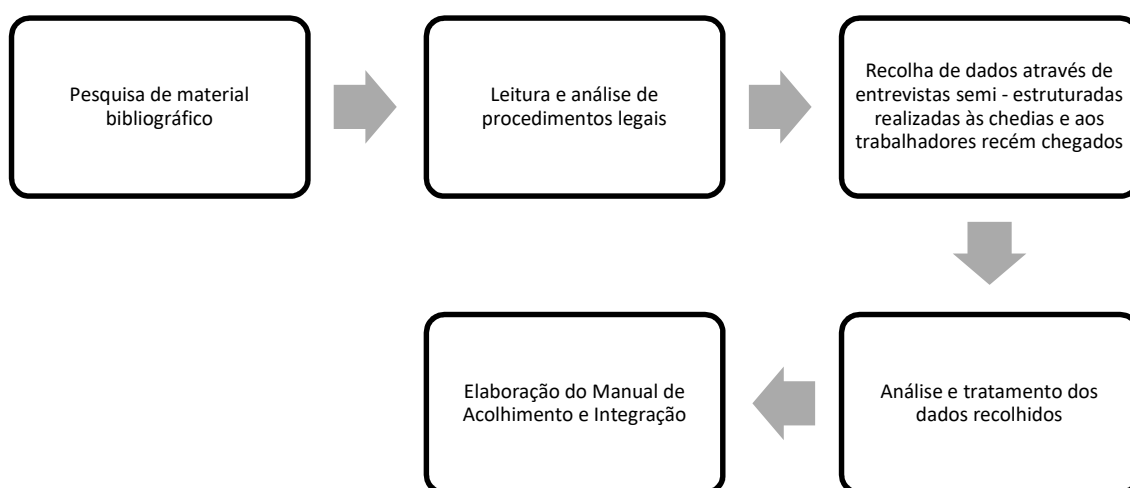 Pesquisa de material
bibliográfico
Leitura e análise de
procedimentos legais
Recolha de dados através de
entrevistas semi - estruturadas
realizadas às chedias e aos
trabalhadores recém chegados
Análise e tratamento dos
dados recolhidos
Elaboração do Manual de
Acolhimento e Integração